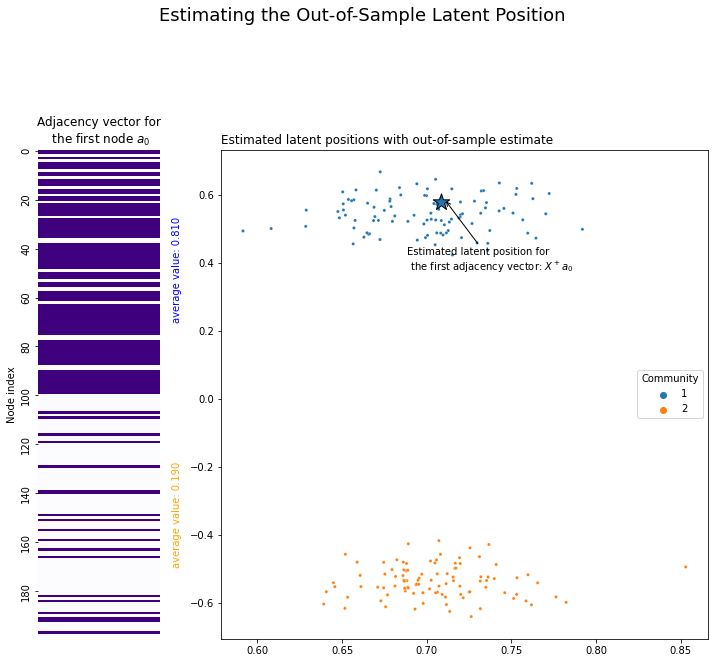 Estimating the Out-of-Sample Latent Position
Adjacency vector for
the first node a₀
Estimated latent positions with out-of-sample estimate
0
20
40
60
80
100
120
140
160
180
Node index
average value: 0.810
average value: 0.190
0.6
0.4
0.2
0.0
−0.2
−0.4
−0.6
Estimated latent position for
the first adjacency vector: X⁺a₀
Community
1
2
0.60
0.65
0.70
0.75
0.80
0.85